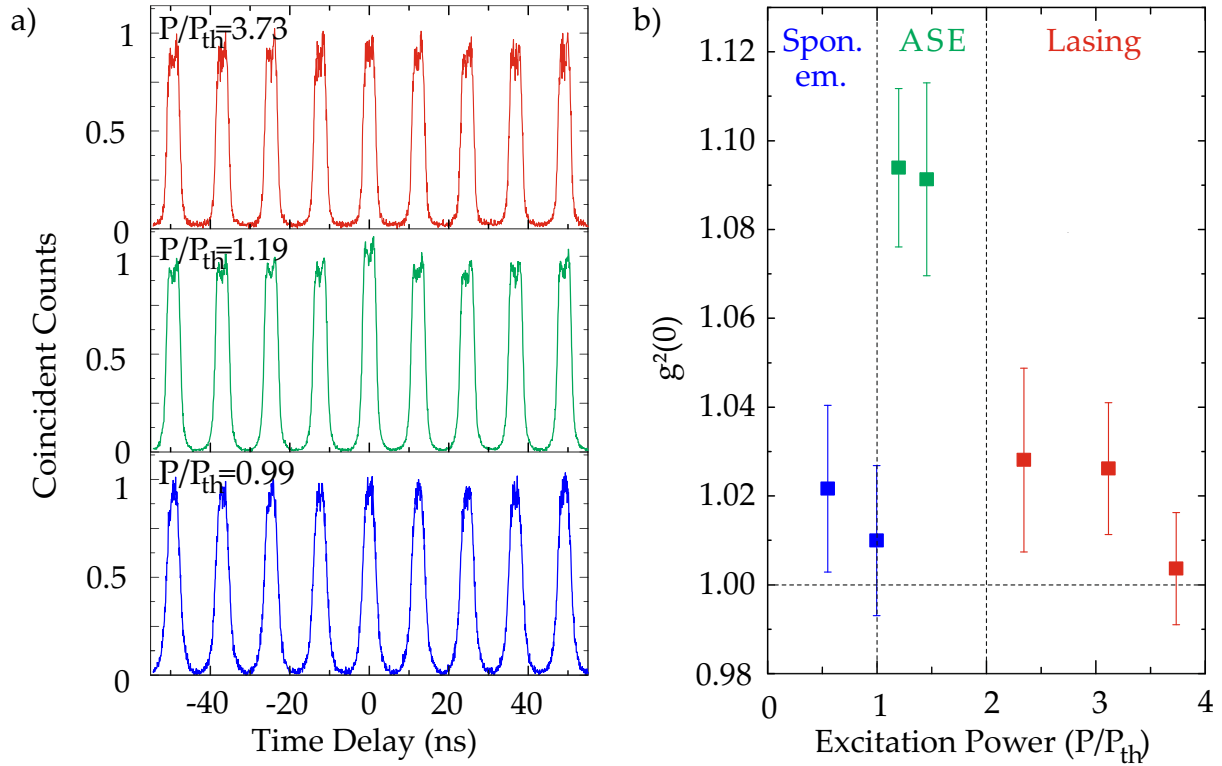 a)
P/Pth=3.73
1
0.5
0
P/Pth=1.19
1
0.5
0
P/Pth=0.99
1
0.5
0
-40 -20 0 20 40
Time Delay (ns)
Coincident Counts
b)
Spon.
em.
ASE
Lasing
1.12
1.10
1.08
1.06
1.04
1.02
1.00
0.98
g²(0)
0 1 2 3 4
Excitation Power (P/Pth)